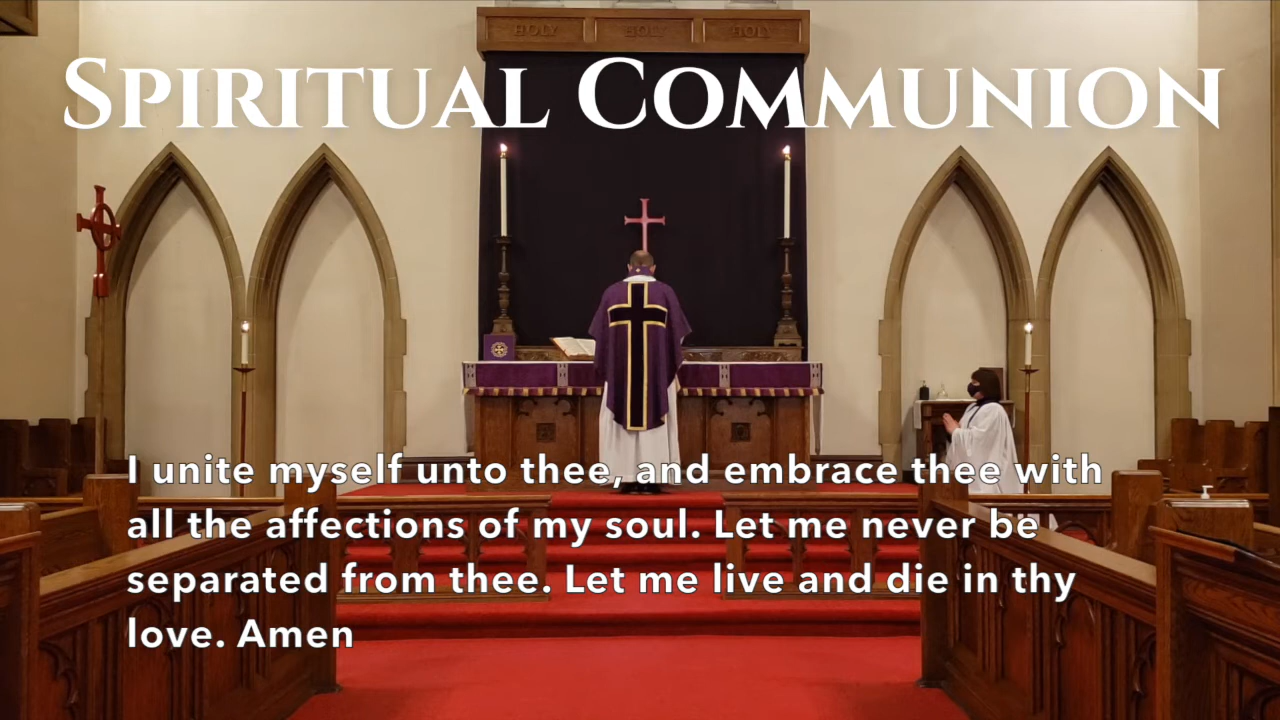 HOLY HOLY HOLY
SPIRITUAL COMMUNION
I unite myself unto thee, and embrace thee with
all the affections of my soul. Let me never be
separated from thee. Let me live and die in thy
love. Amen